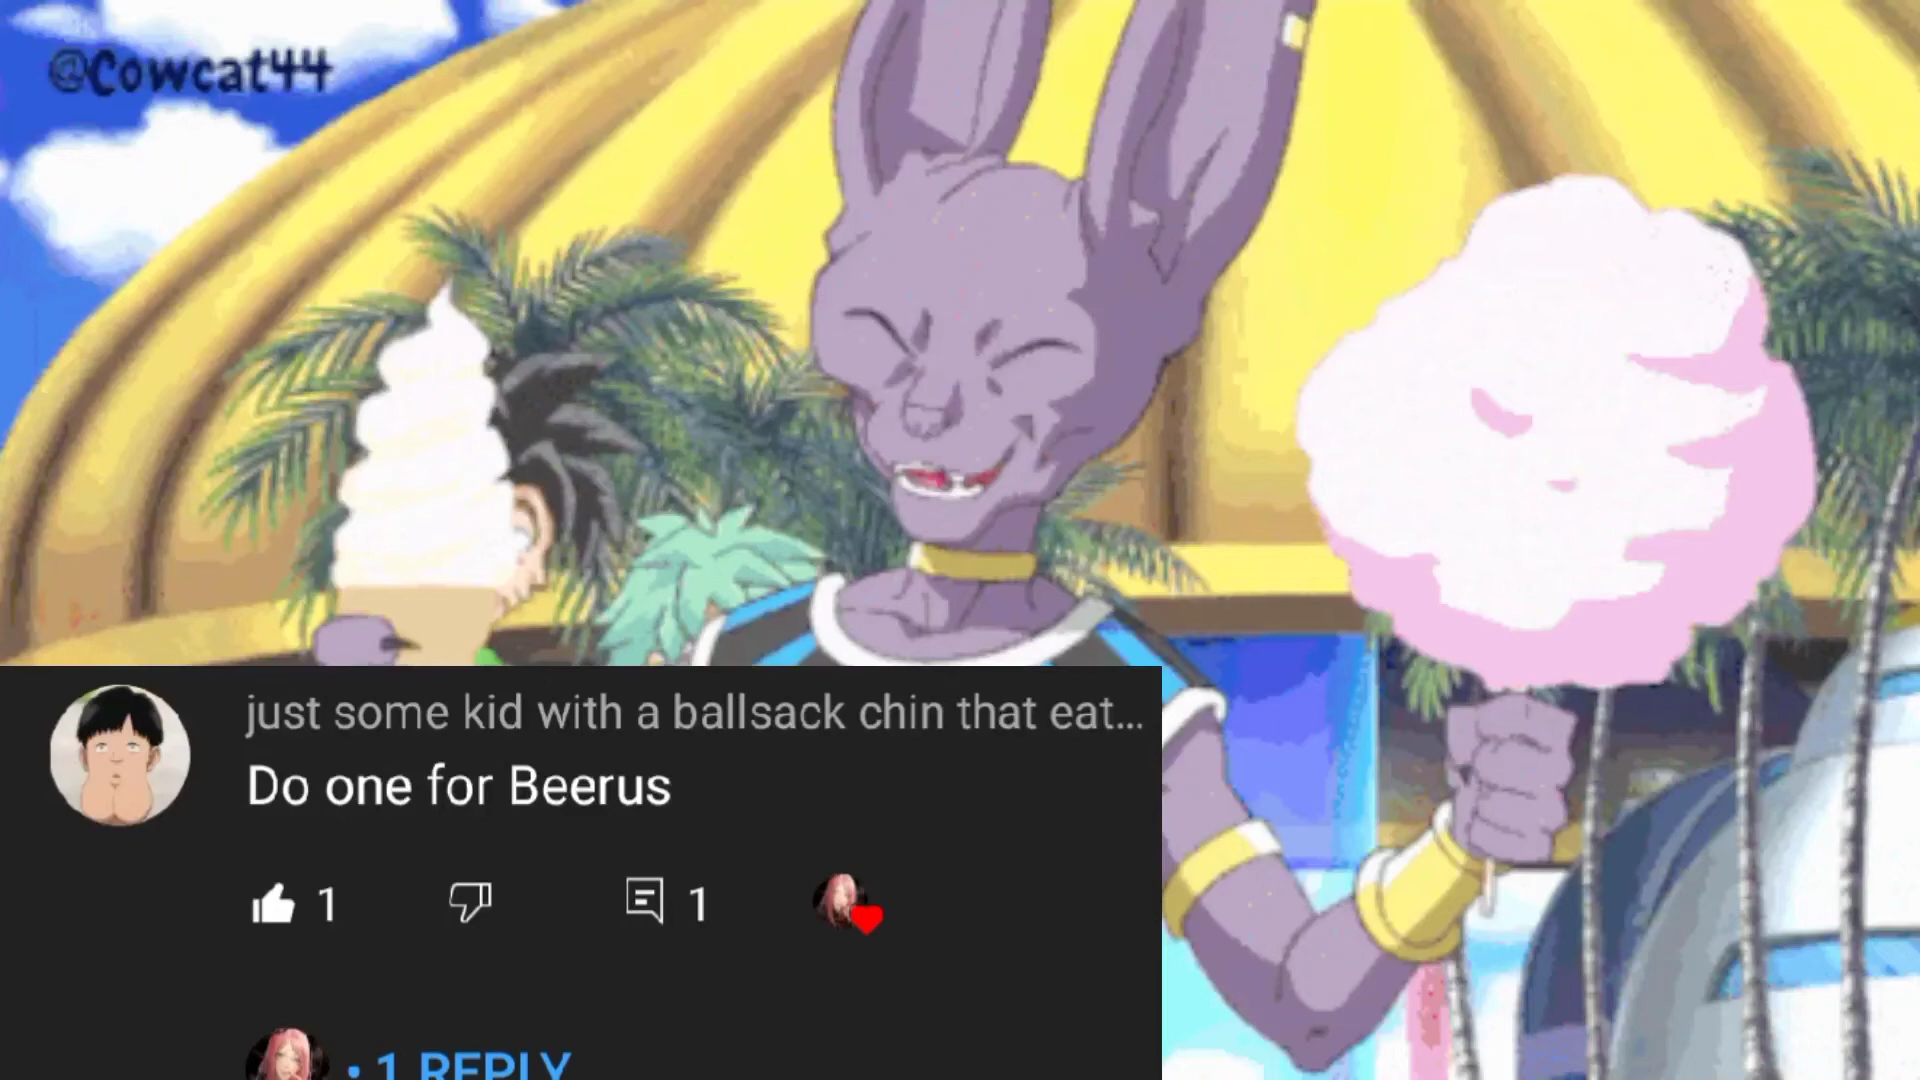 @Cowcat44
just some kid with a ballsack chin that eat...
Do one for Beerus
1
1
• 1 REPLY